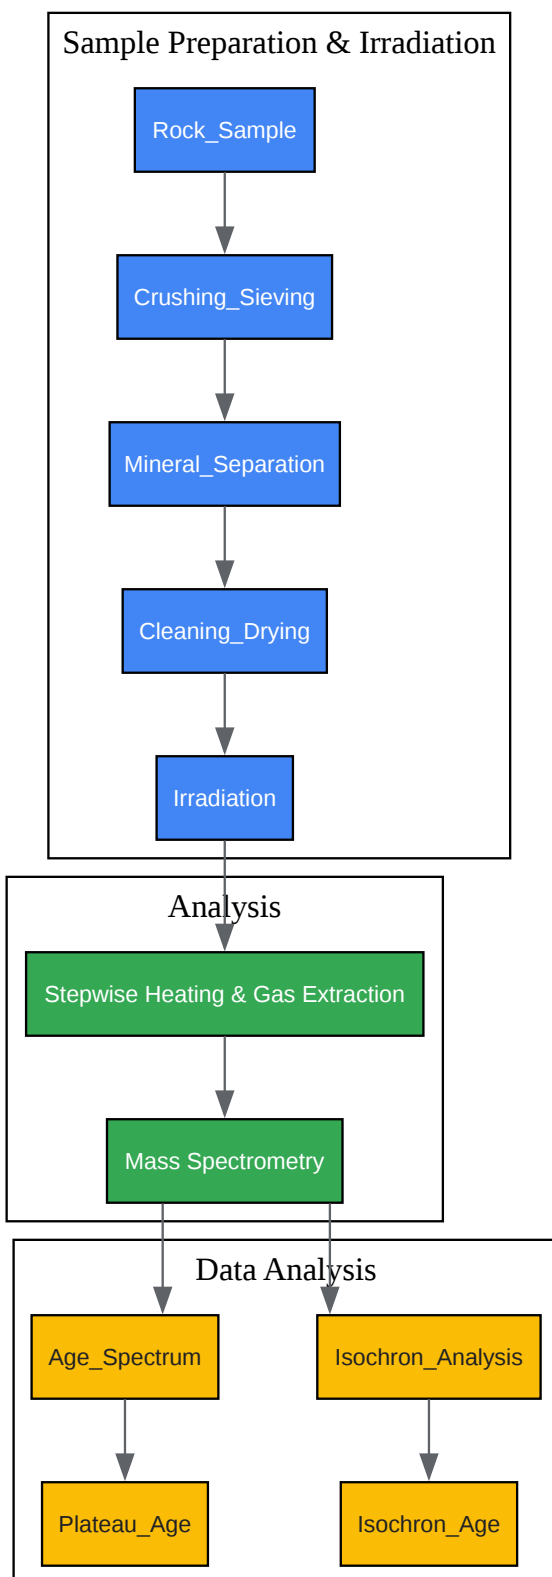 Sample Preparation & Irradiation
Rock_Sample
Crushing_Sieving
Mineral_Separation
Cleaning_Drying
Irradiation
Analysis
Stepwise Heating & Gas Extraction
Mass Spectrometry
Data Analysis
Age_Spectrum
Isochron_Analysis
Plateau_Age
Isochron_Age